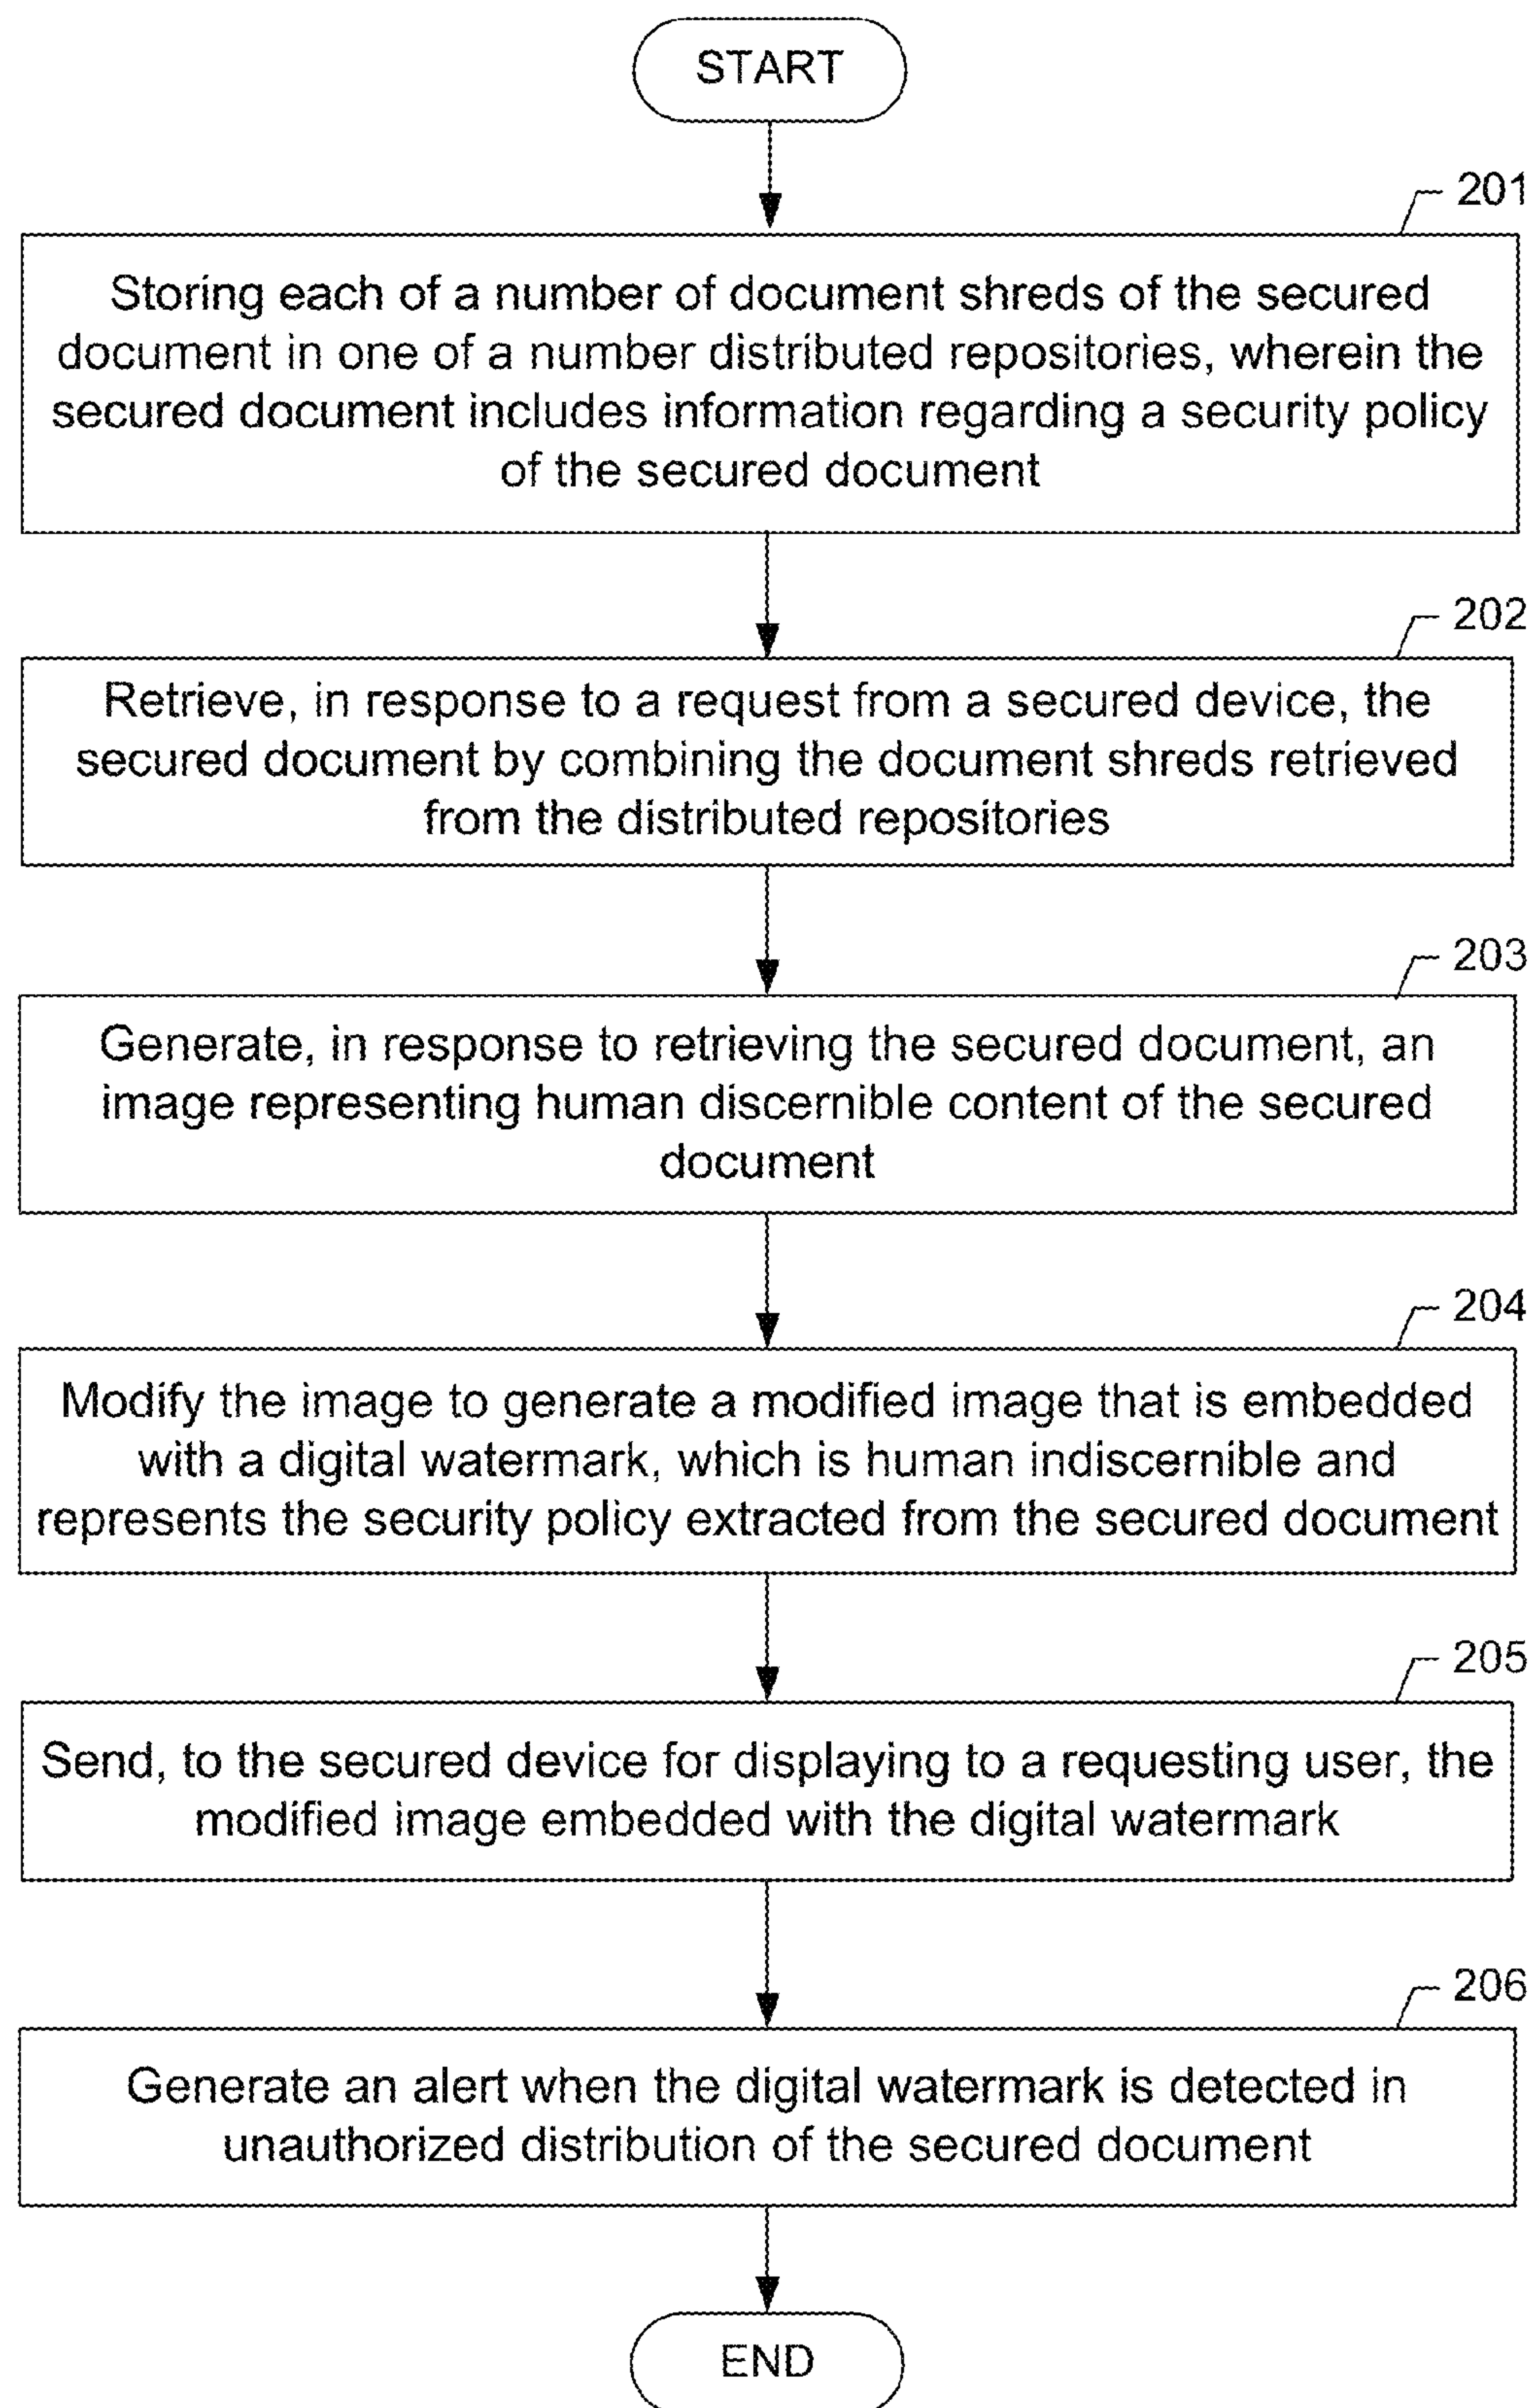 START
201
Storing each of a number of document shreds of the secured
document in one of a number distributed repositories, wherein the
secured document includes information regarding a security policy
of the secured document
202
Retrieve, in response to a request from a secured device, the
secured document by combining the document shreds retrieved
from the distributed repositories
203
Generate, in response to retrieving the secured document, an
image representing human discernible content of the secured
document
204
Modify the image to generate a modified image that is embedded
with a digital watermark, which is human indiscernible and
represents the security policy extracted from the secured document
205
Send, to the secured device for displaying to a requesting user, the
modified image embedded with the digital watermark
206
Generate an alert when the digital watermark is detected in
unauthorized distribution of the secured document
END